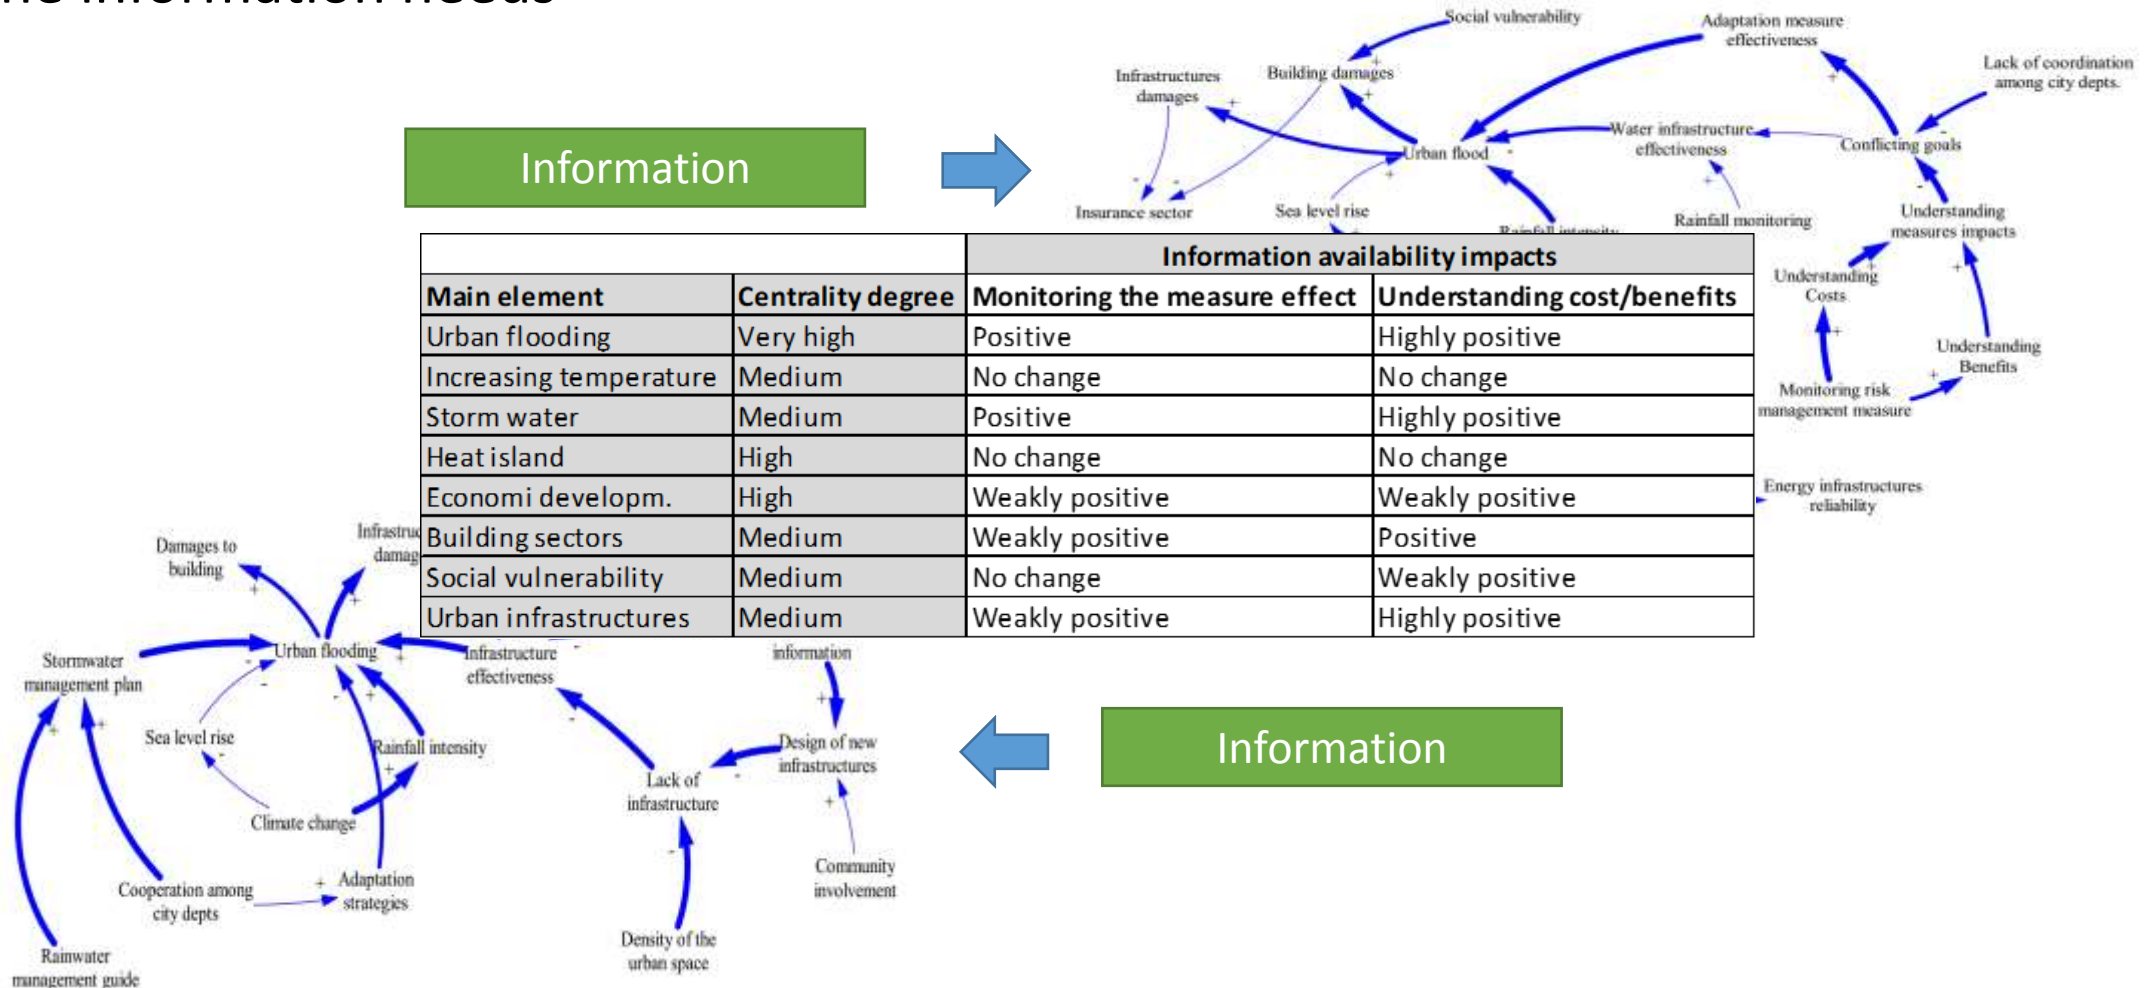 Information needs
Social vulnerability
Adaptation measure
effectiveness
Lack of coordination
among city depts.
Infrastructures
damages
Building damages
Water infrastructure
effectiveness
Conflicting goals
Urban flood
Information
Insurance sector
Sea level rise
Rainfall intensity
Rainfall monitoring
Understanding
measures impacts
Understanding
Costs
Understanding
Benefits
Monitoring risk
management measure
Energy infrastructures
reliability
Information availability impacts
Main element Centrality degree Monitoring the measure effect Understanding cost/benefits
Urban flooding Very high Positive Highly positive
Increasing temperature Medium No change No change
Storm water Medium Positive Highly positive
Heat island High No change No change
Economi developm. High Weakly positive Weakly positive
Building sectors Medium Weakly positive Positive
Social vulnerability Medium No change Weakly positive
Urban infrastructures Medium Weakly positive Highly positive
Damages to
building
Infrastruc
damag
Stormwater
management plan
Urban flooding
Infrastructure
effectiveness
information
Sea level rise
Rainfall intensity
Design of new
infrastructures
Information
Lack of
infrastructure
Climate change
Community
involvement
Cooperation among
city depts
Adaptation
strategies
Density of the
urban space
Rainwater
management guide